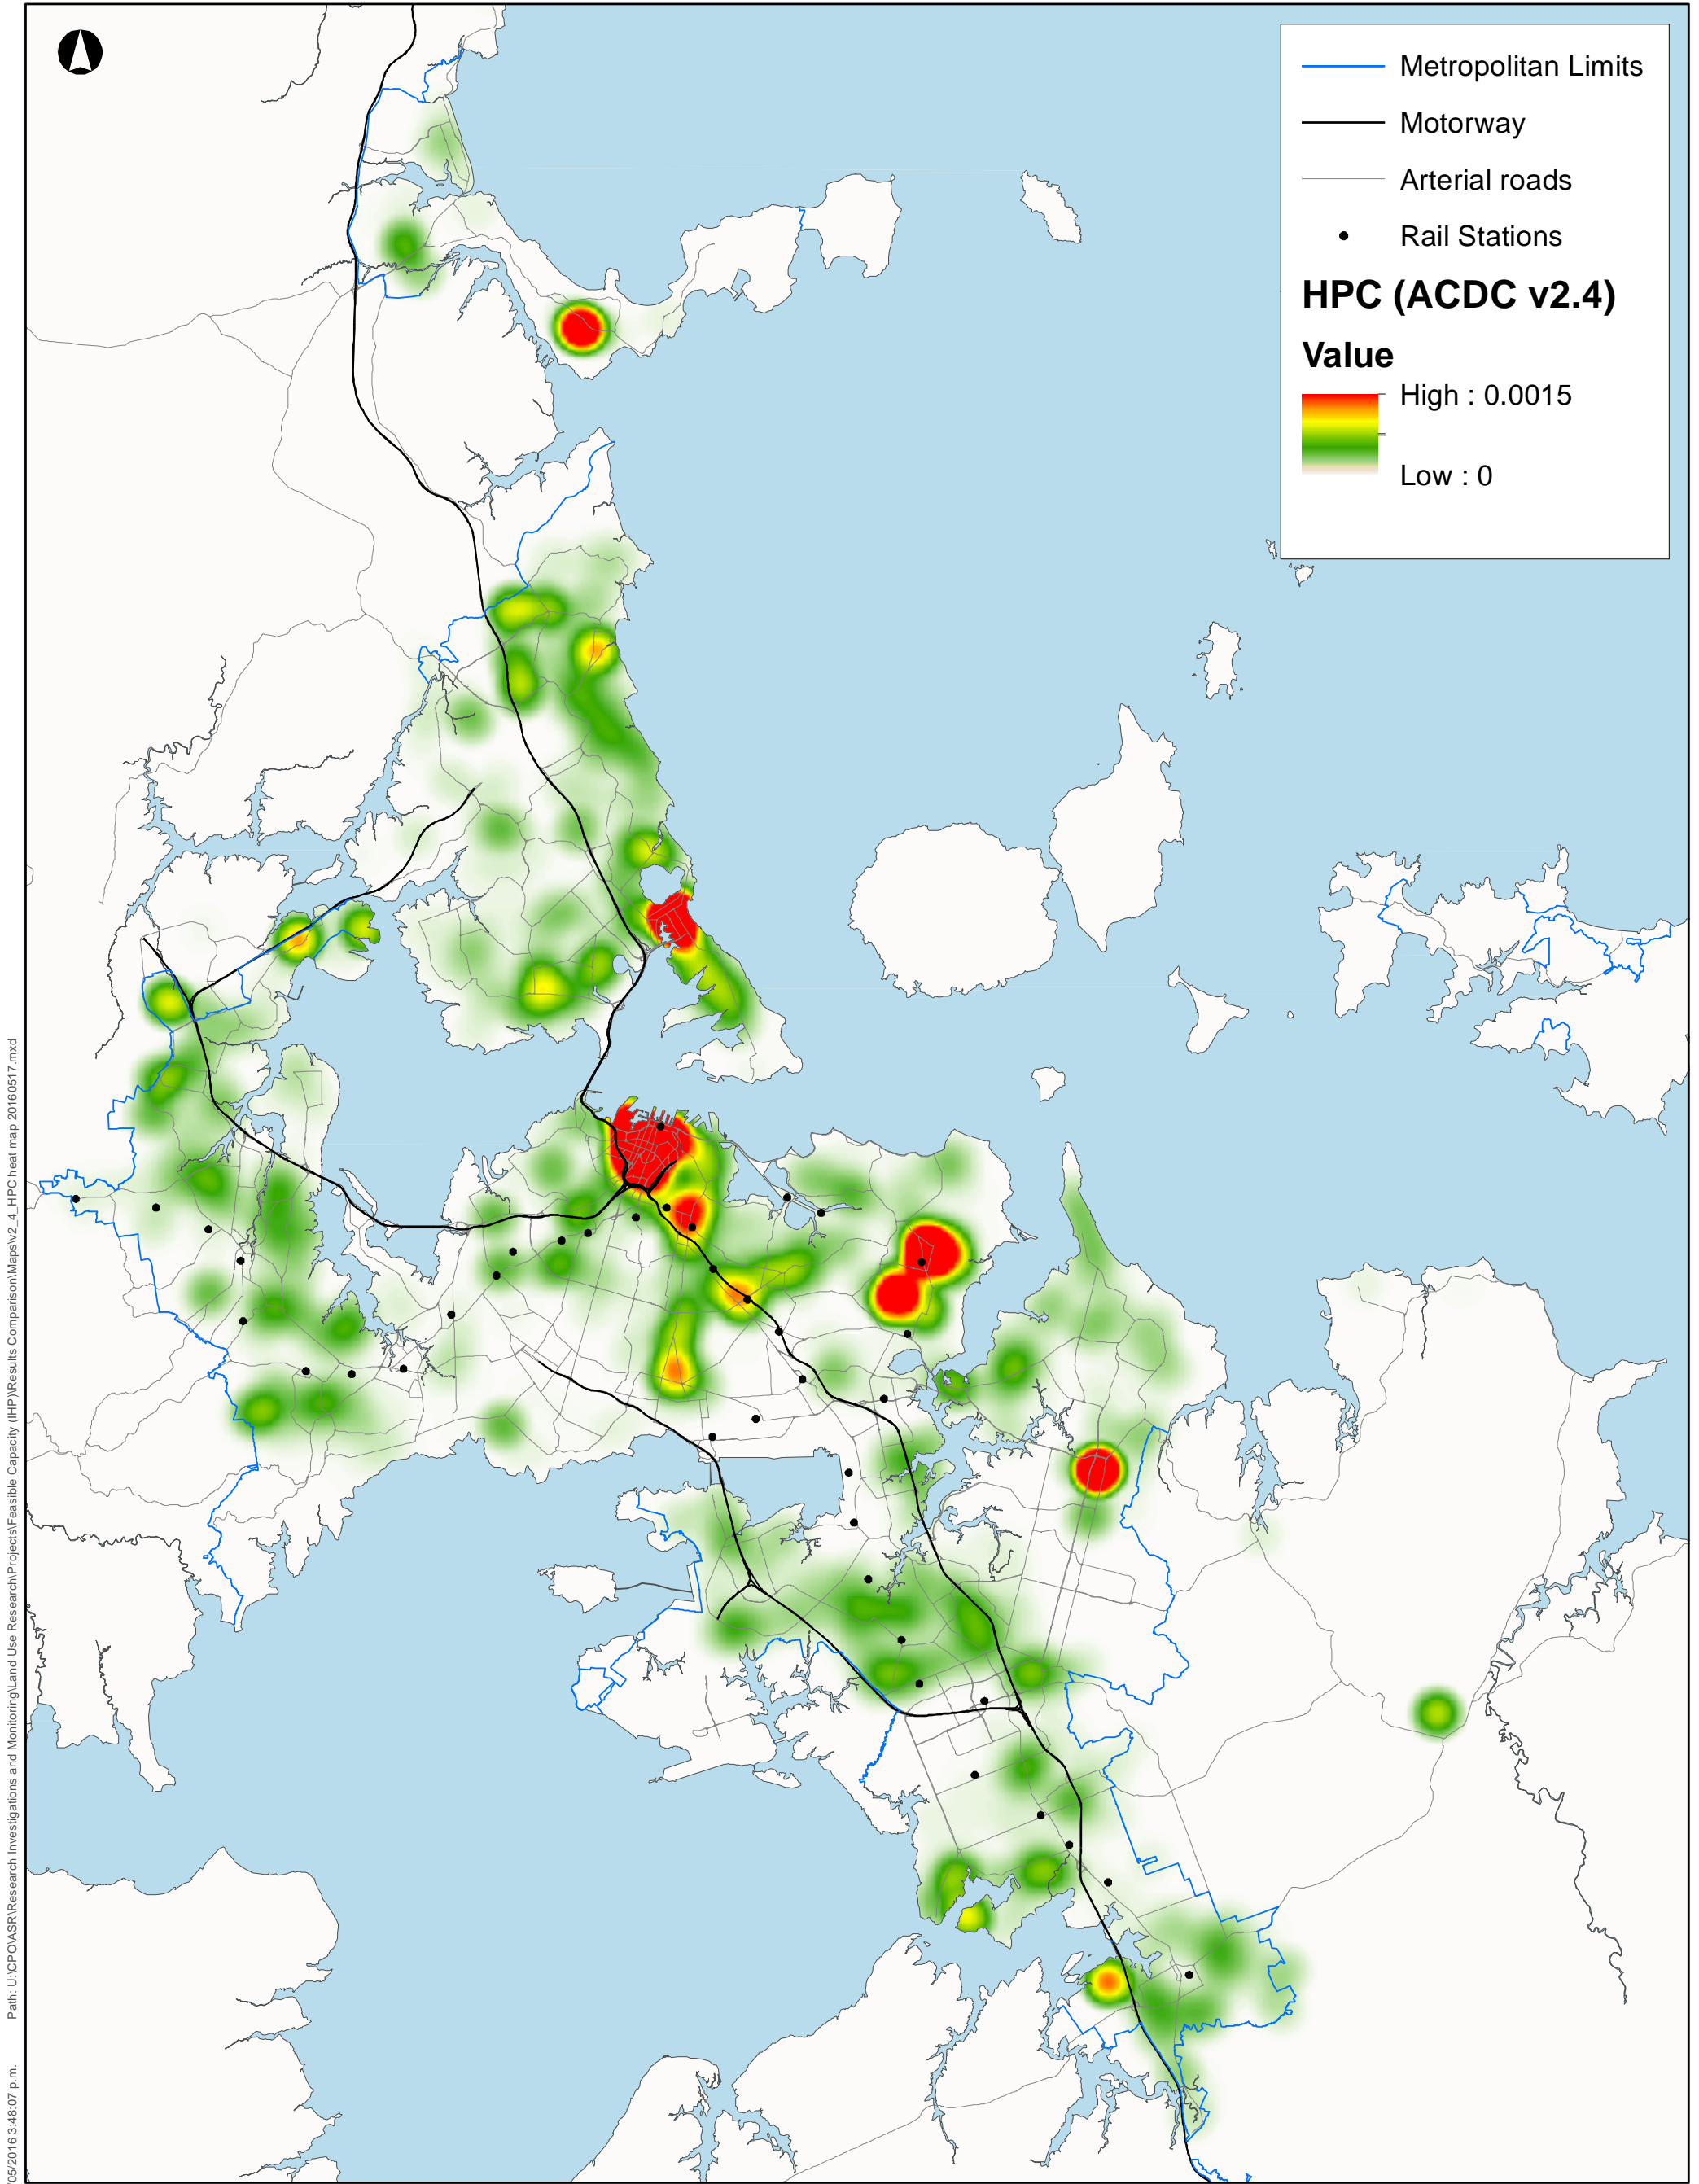 Metropolitan Limits
Motorway
Arterial roads
Rail Stations
HPC (ACDC v2.4)
Value
High : 0.0015
Low : 0
/05/2016 3:48:07 p.m. Path: U:\CPO\ASR\Research Investigations and Monitoring\Land Use Research\Projects\Feasible Capacity (IHP)\Results Comparison\Maps\v2_4_HPC heat map 20160517.mxd